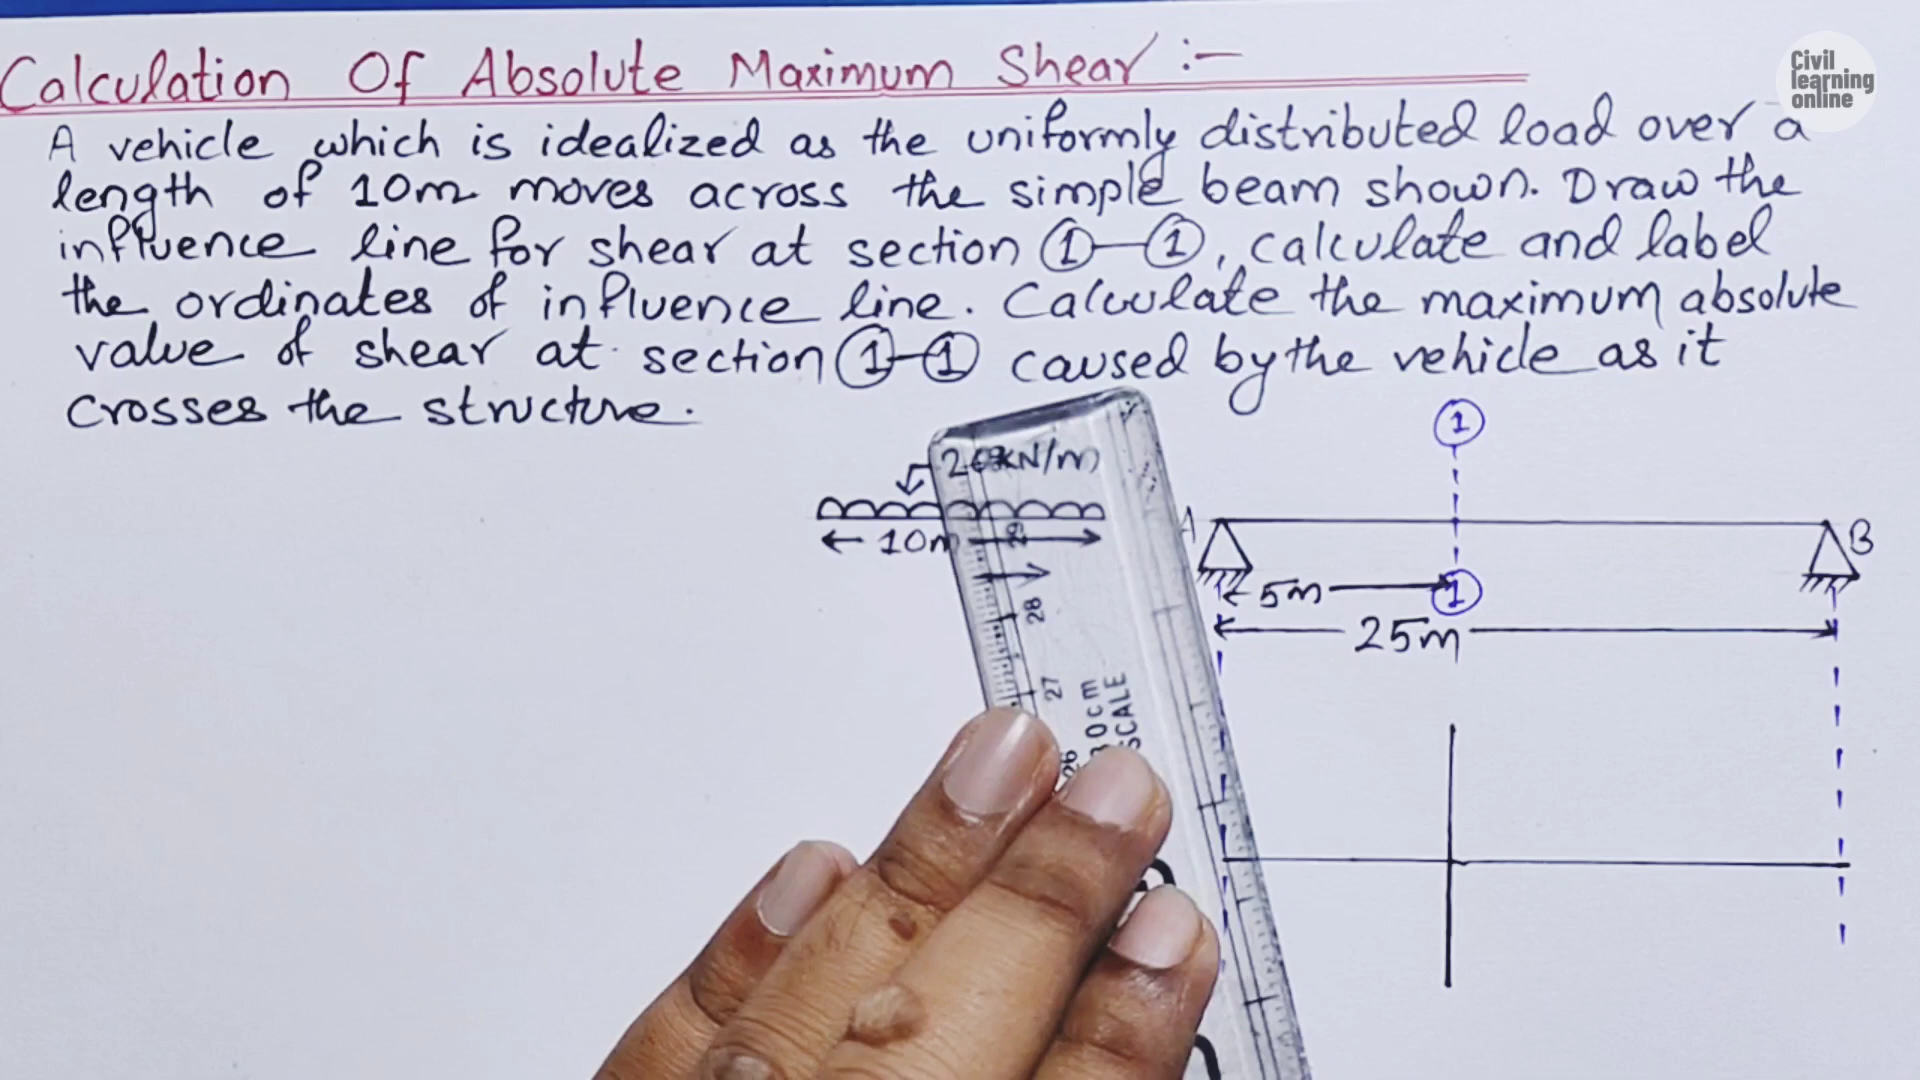 Calculation Of Absolute Maximum Shear :-
Civil
learning
online
A vehicle which is idealized as the uniformly distributed load over a
length of 10m moves across the simple beam shown. Draw the
influence line for shear at section ①—①, calculate and label
the ordinates of influence line. Calculate the maximum absolute
value of shear at section ①-① caused by the vehicle as it
crosses the structure.
①
kN/m
A
B
10m
29
5m
①
28
25m
27
30cm
SCALE
26